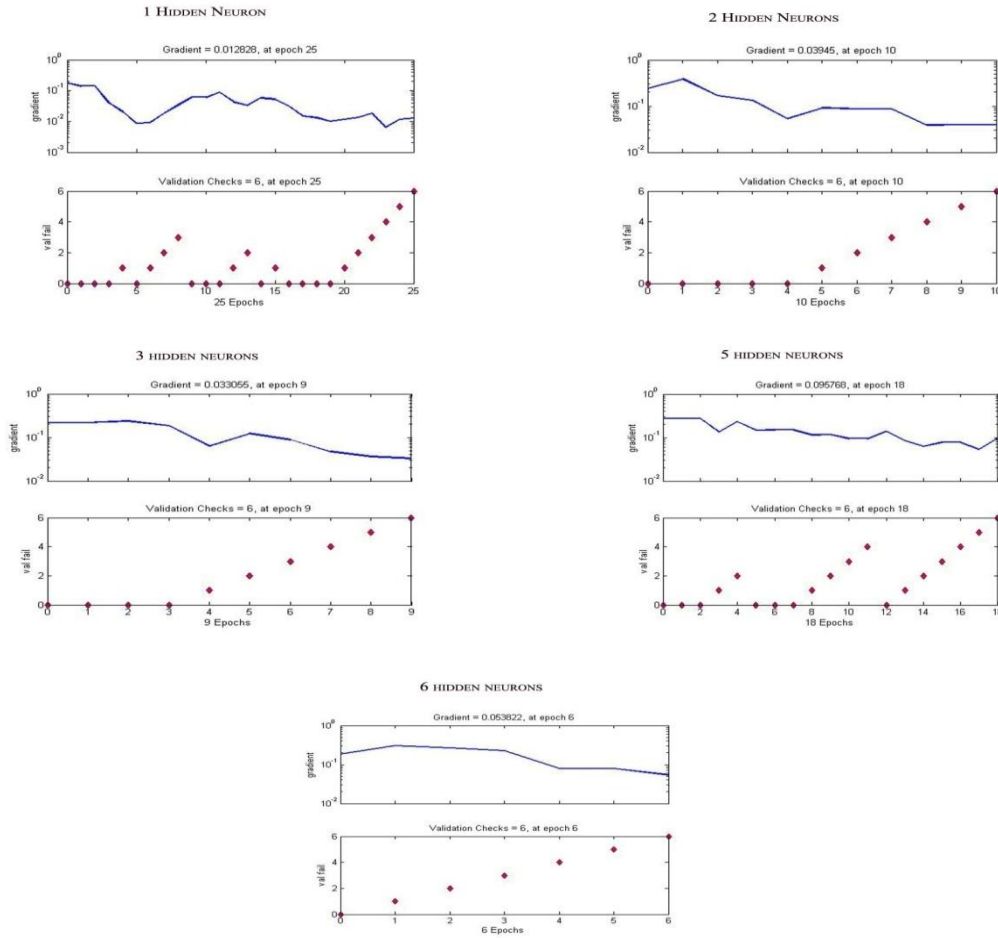 1 HIDDEN NEURON
Gradient = 0.012828, at epoch 25
10^0
10^-1
10^-2
10^-3
gradient
Validation Checks = 6, at epoch 25
6
4
2
0
val fail
0 5 10 15 20 25
25 Epochs
2 HIDDEN NEURONS
Gradient = 0.03945, at epoch 10
10^0
10^-1
10^-2
gradient
Validation Checks = 6, at epoch 10
6
4
2
0
val fail
0 1 2 3 4 5 6 7 8 9 10
10 Epochs
3 HIDDEN NEURONS
Gradient = 0.033055, at epoch 9
10^0
10^-1
10^-2
gradient
Validation Checks = 6, at epoch 9
6
4
2
0
val fail
0 1 2 3 4 5 6 7 8 9
9 Epochs
5 HIDDEN NEURONS
Gradient = 0.095768, at epoch 18
10^0
10^-1
10^-2
gradient
Validation Checks = 6, at epoch 18
6
4
2
0
val fail
0 2 4 6 8 10 12 14 16 18
18 Epochs
6 HIDDEN NEURONS
Gradient = 0.053822, at epoch 6
10^0
10^-1
10^-2
gradient
Validation Checks = 6, at epoch 6
6
4
2
0
val fail
0 1 2 3 4 5 6
6 Epochs